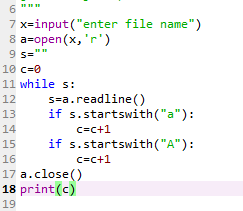 6 """
7 x=input("enter file name")
8 a=open(x,'r')
9 s=""
10 c=0
11 while s:
12 s=a.readline()
13 if s.startswith("a"):
14 c=c+1
15 if s.startswith("A"):
16 c=c+1
17 a.close()
18 print(c)
19